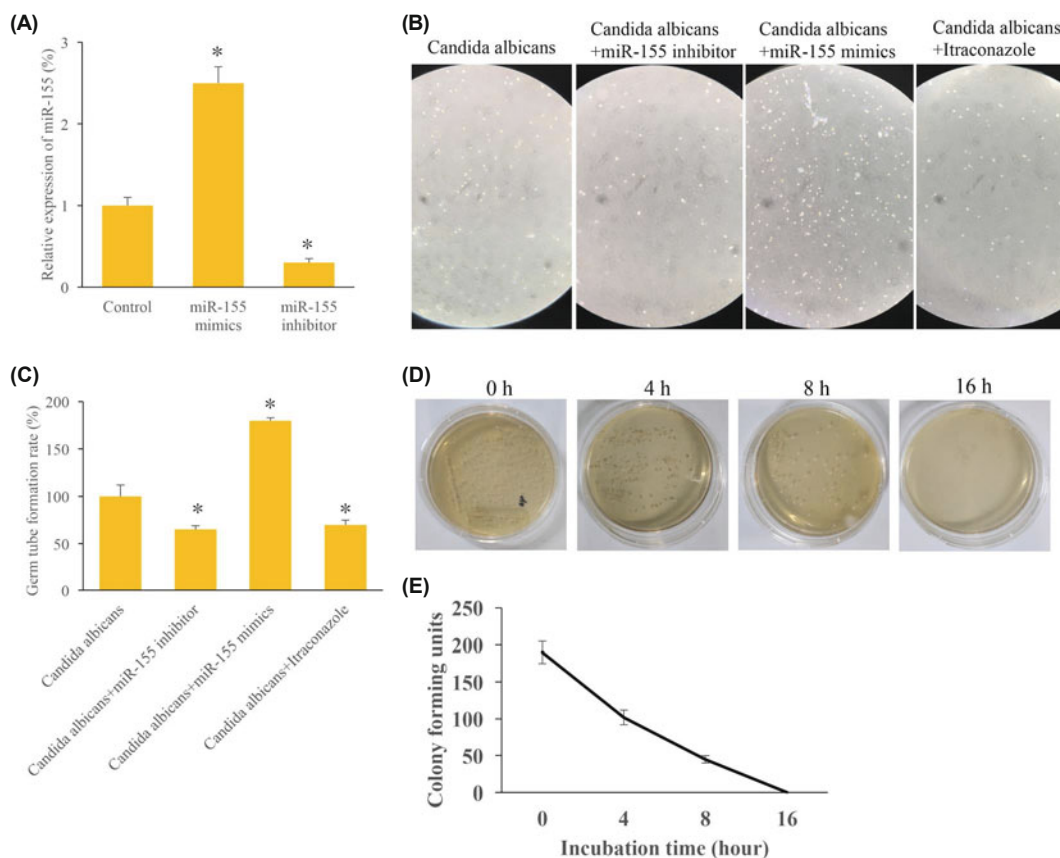 (A)
Relative expression of miR-155 (%)
3
2
1
0
*
*
Control
miR-155
mimics
miR-155
inhibitor
(B)
Candida albicans
Candida albicans
+miR-155 inhibitor
Candida albicans
+miR-155 mimics
Candida albicans
+Itraconazole
(C)
Germ tube formation rate (%)
200
150
100
50
0
*
*
*
Candida albicans
Candida albicans+miR-155 inhibitor
Candida albicans+miR-155 mimics
Candida albicans+Itraconazole
(D)
0 h
4 h
8 h
16 h
(E)
Colony forming units
250
200
150
100
50
0
0
4
8
16
Incubation time (hour)